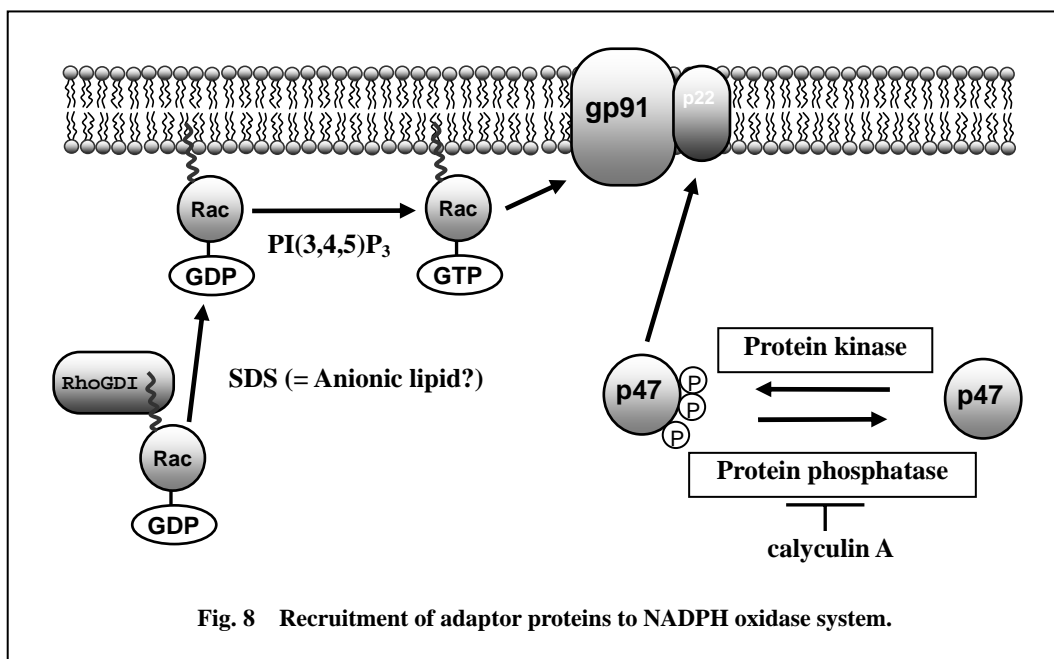 gp91
p22
Rac
Rac
PI(3,4,5)P₃
GDP
GTP
RhoGDI
SDS (= Anionic lipid?)
Rac
GDP
Protein kinase
p47
P
P
P
p47
Protein phosphatase
calyculin A
Fig. 8 Recruitment of adaptor proteins to NADPH oxidase system.